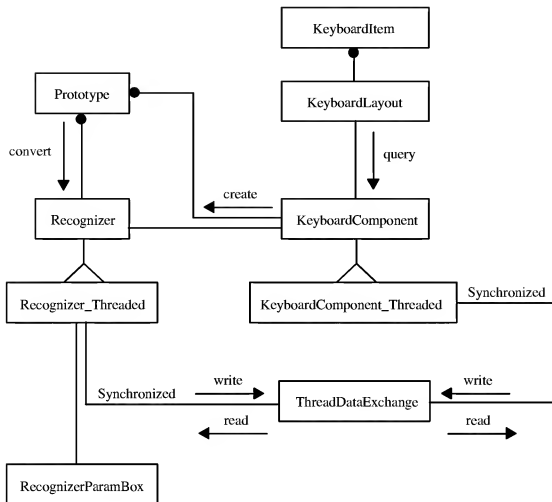 KeyboardItem
Prototype
KeyboardLayout
convert
query
create
Recognizer
KeyboardComponent
Recognizer_Threaded
KeyboardComponent_Threaded
Synchronized
Synchronized
write
write
ThreadDataExchange
read
read
RecognizerParamBox